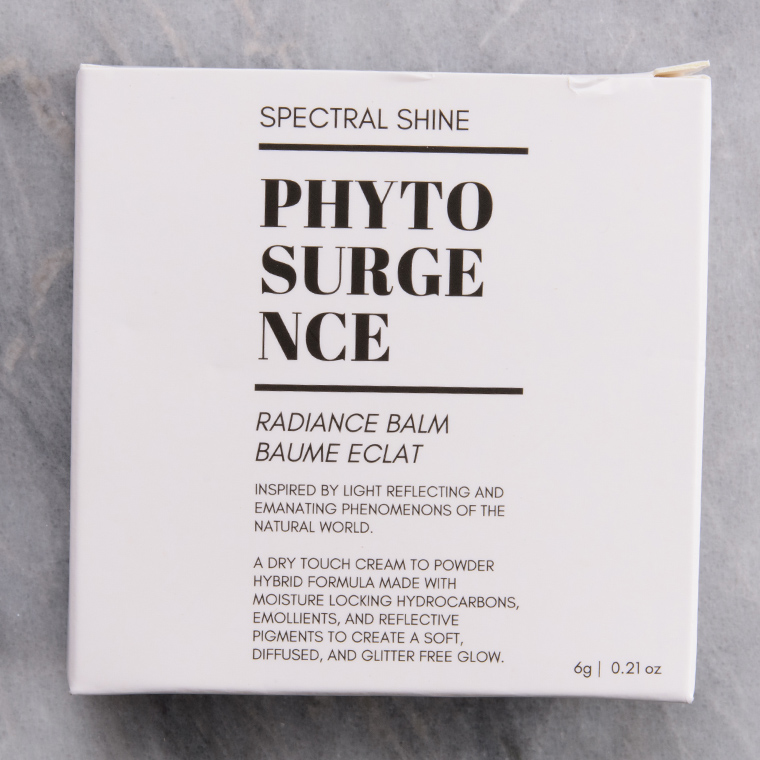 SPECTRAL SHINE
PHYTO
SURGE
NCE
RADIANCE BALM
BAUME ECLAT
INSPIRED BY LIGHT REFLECTING AND
EMANATING PHENOMENONS OF THE
NATURAL WORLD.
A DRY TOUCH CREAM TO POWDER
HYBRID FORMULA MADE WITH
MOISTURE LOCKING HYDROCARBONS,
EMOLLIENTS, AND REFLECTIVE
PIGMENTS TO CREATE A SOFT,
DIFFUSED, AND GLITTER FREE GLOW.
6g | 0.21 oz